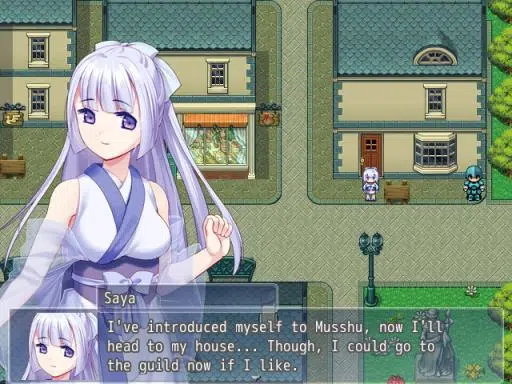 Saya
I've introduced myself to Musshu, now I'll
head to my house... Though, I could go to
the guild now if I like.